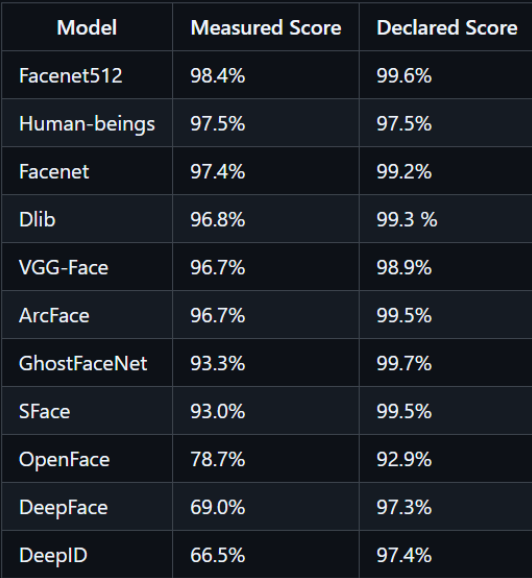 Model Measured Score Declared Score
Facenet512 98.4% 99.6%
Human-beings 97.5% 97.5%
Facenet 97.4% 99.2%
Dlib 96.8% 99.3 %
VGG-Face 96.7% 98.9%
ArcFace 96.7% 99.5%
GhostFaceNet 93.3% 99.7%
SFace 93.0% 99.5%
OpenFace 78.7% 92.9%
DeepFace 69.0% 97.3%
DeepID 66.5% 97.4%